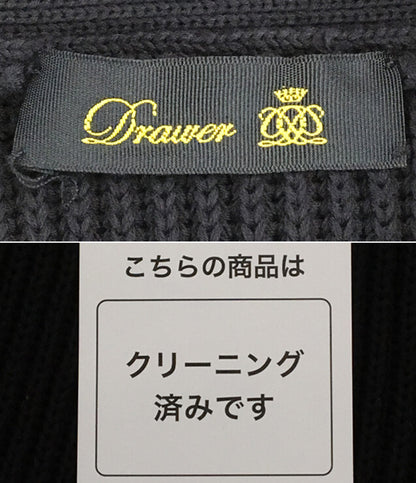 Drawer
こちらの商品は
クリーニング
済みです